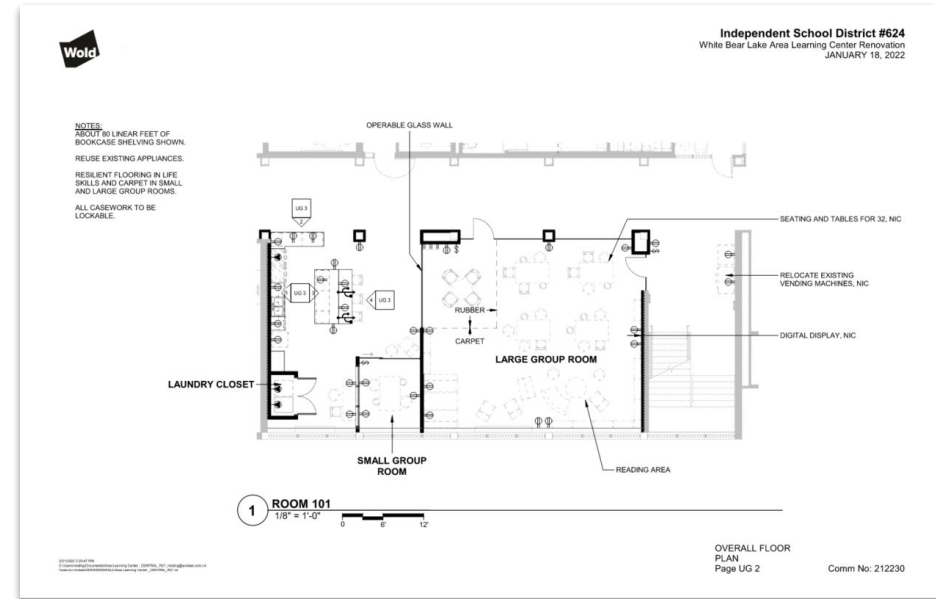 Wold
Independent School District #624
White Bear Lake Area Learning Center Renovation
JANUARY 18, 2022
NOTES:
ABOUT 80 LINEAR FEET OF
BOOKCASE SHELVING SHOWN.
REUSE EXISTING APPLIANCES.
RESILIENT FLOORING IN LIFE
SKILLS AND CARPET IN SMALL
AND LARGE GROUP ROOMS.
ALL CASEWORK TO BE
LOCKABLE.
OPERABLE GLASS WALL
UG 3
2
SEATING AND TABLES FOR 32, NIC
RELOCATE EXISTING
VENDING MACHINES, NIC
UG 3
4 UG 3
RUBBER
CARPET
DIGITAL DISPLAY, NIC
LARGE GROUP ROOM
LAUNDRY CLOSET
SMALL GROUP
ROOM
READING AREA
1
ROOM 101
1/8" = 1'-0"
0 6' 12'
OVERALL FLOOR
PLAN
Page UG 2
Comm No: 212230